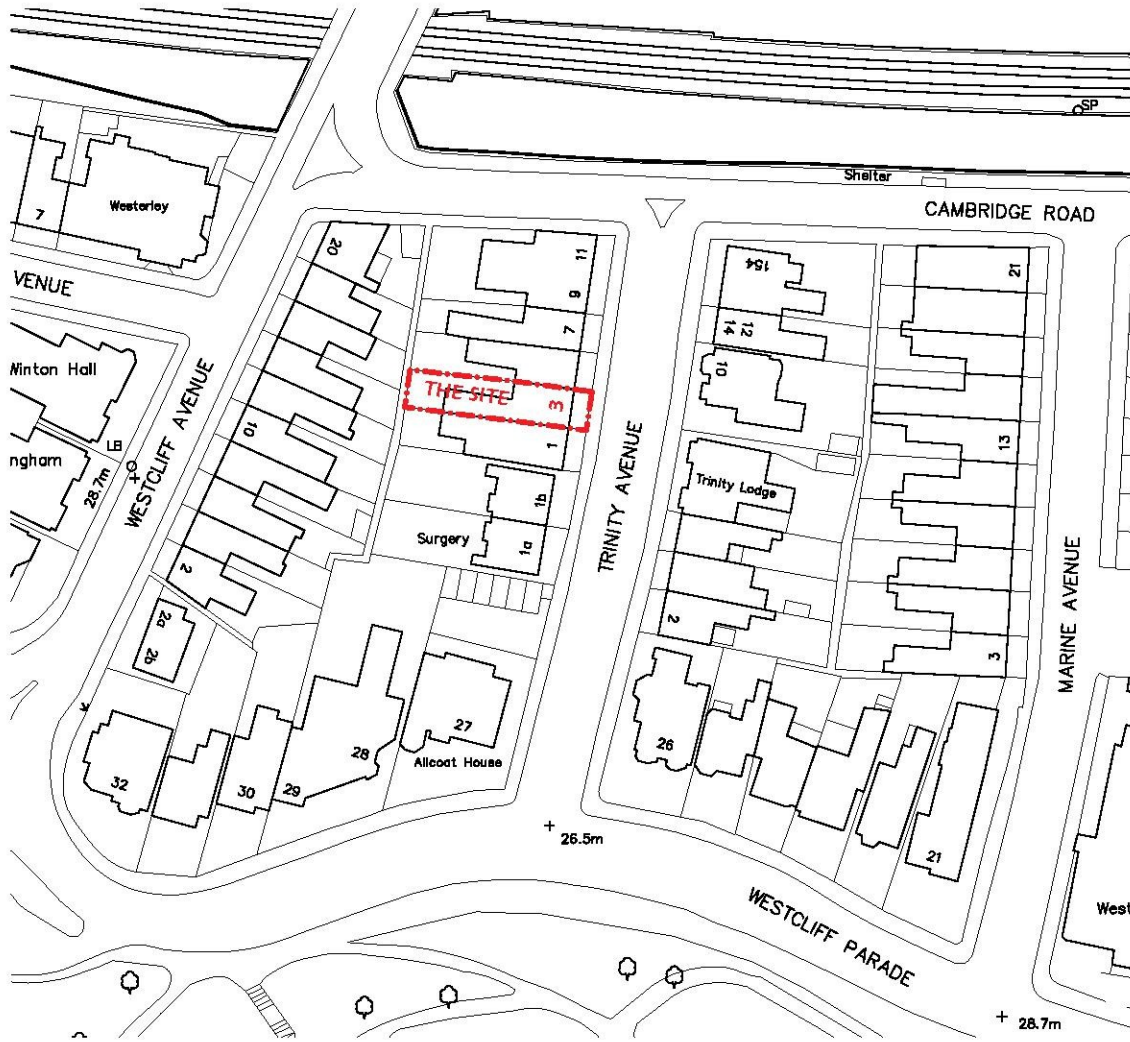 SP
Shelter
CAMBRIDGE ROAD
Westerley
7
VENUE
20
11
9
7
154
12
14
10
21
THE SITE
3
1
Winton Hall
LB
ngham
28.7m
WESTCLIFF AVENUE
10
13
1b
1a
Surgery
TRINITY AVENUE
Trinity Lodge
2
2a
2b
2
3
MARINE AVENUE
32
30
29
28
27
Allcoat House
26
21
26.5m
West
WESTCLIFF PARADE
28.7m